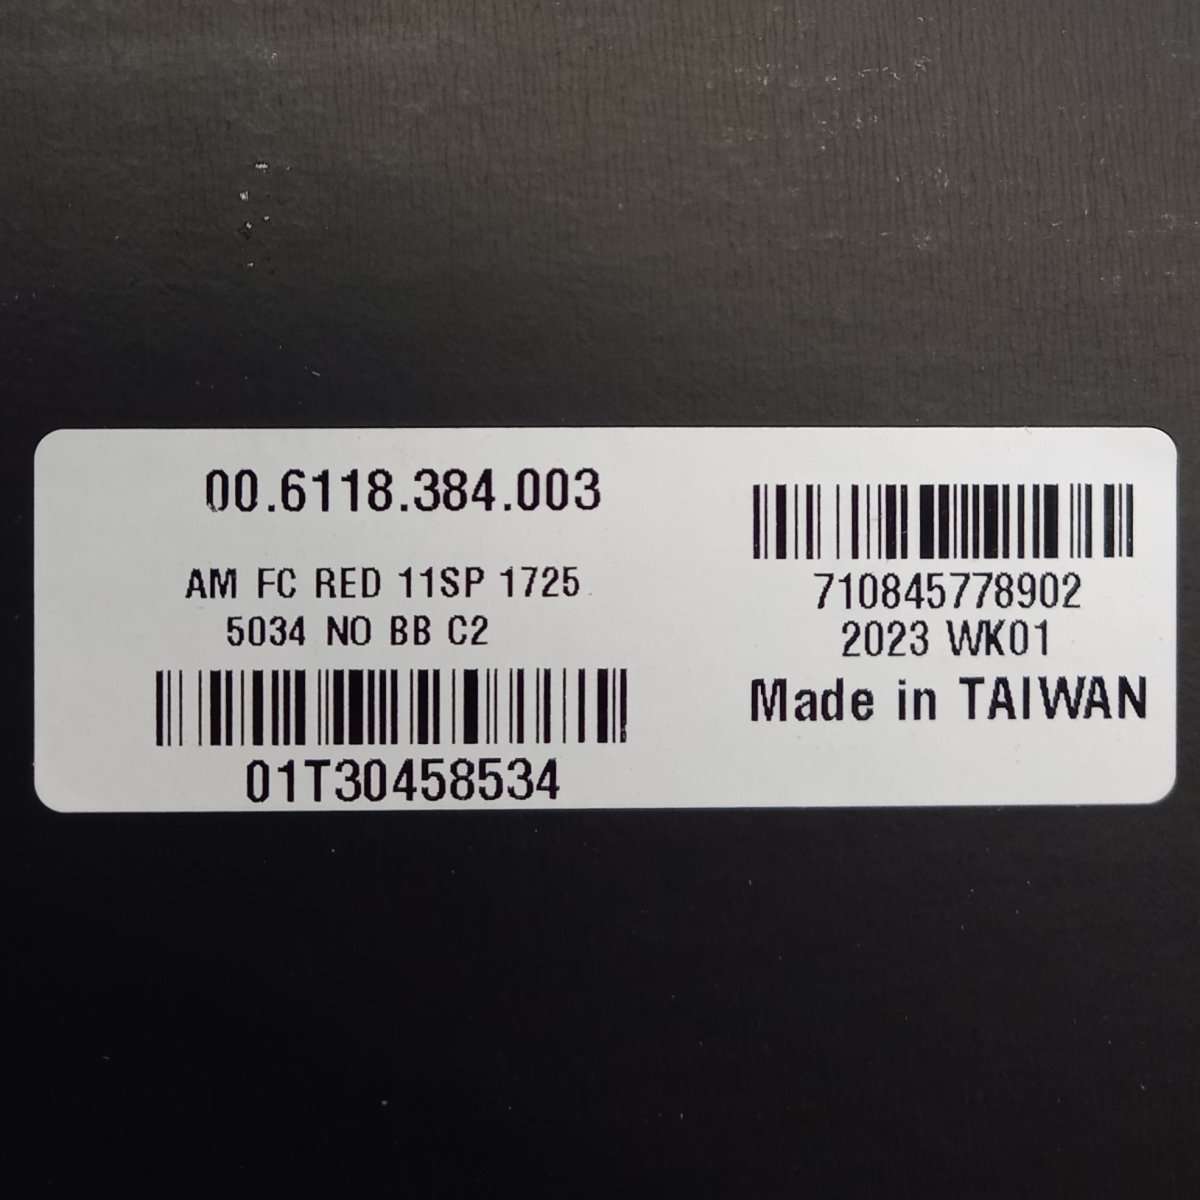 00.6118.384.003
AM FC RED 11SP 1725
5034 NO BB C2
01T30458534
710845778902
2023 WK01
Made in TAIWAN